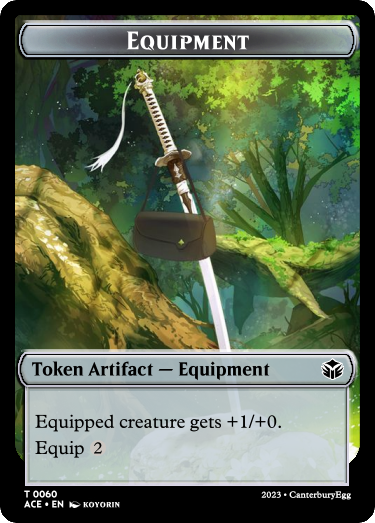 EQUIPMENT
Token Artifact — Equipment
Equipped creature gets +1/+0.
Equip 2
T 0060
ACE • EN KOYORIN
2023 • CanterburyEgg